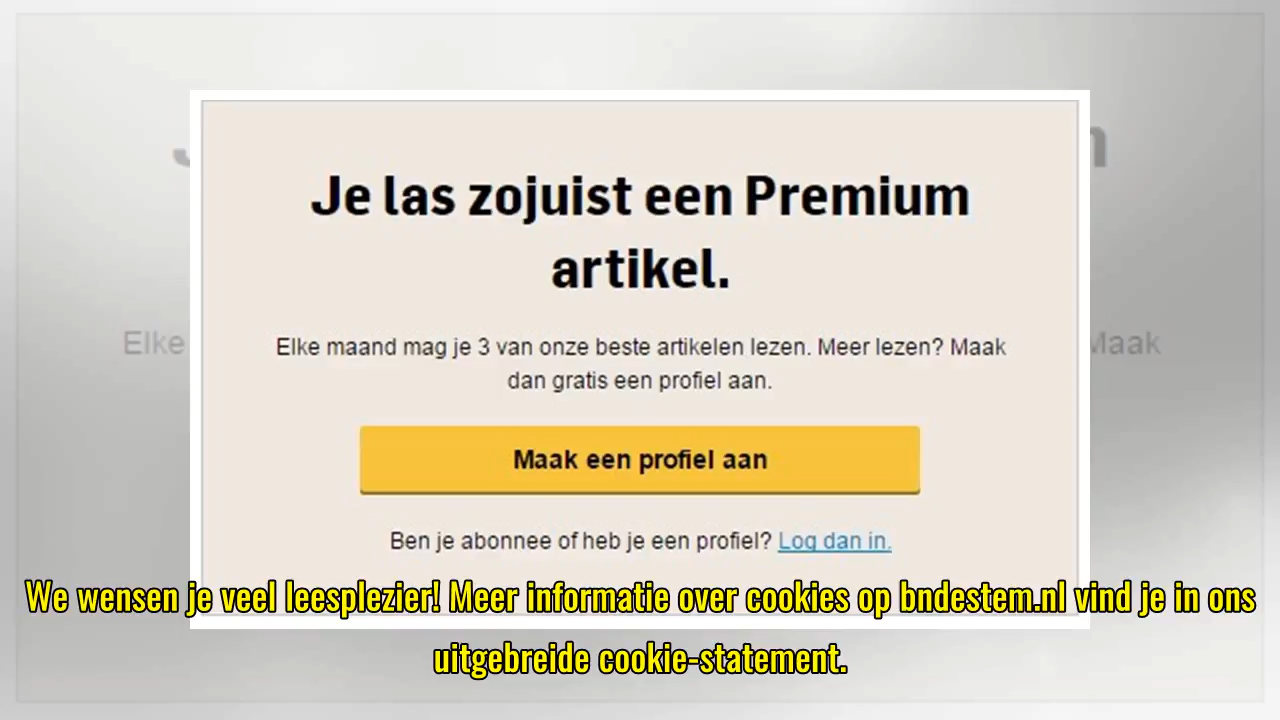 Je las zojuist een Premium
artikel.
Elke
Maak
Elke maand mag je 3 van onze beste artikelen lezen. Meer lezen? Maak
dan gratis een profiel aan.
Maak een profiel aan
Ben je abonnee of heb je een profiel? Log dan in.
We wensen je veel leesplezier! Meer informatie over cookies op bndestem.nl vind je in ons
uitgebreide cookie-statement.